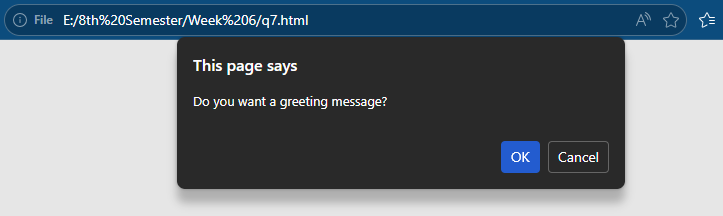 File E:/8th%20Semester/Week%206/q7.html
This page says
Do you want a greeting message?
OK Cancel